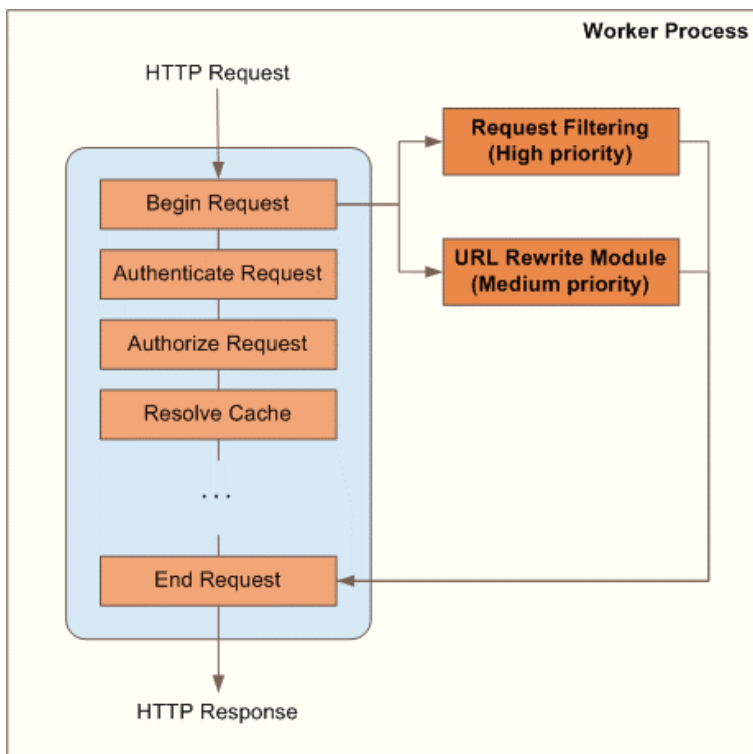 Worker Process
HTTP Request
Request Filtering
(High priority)
Begin Request
URL Rewrite Module
(Medium priority)
Authenticate Request
Authorize Request
Resolve Cache
...
End Request
HTTP Response